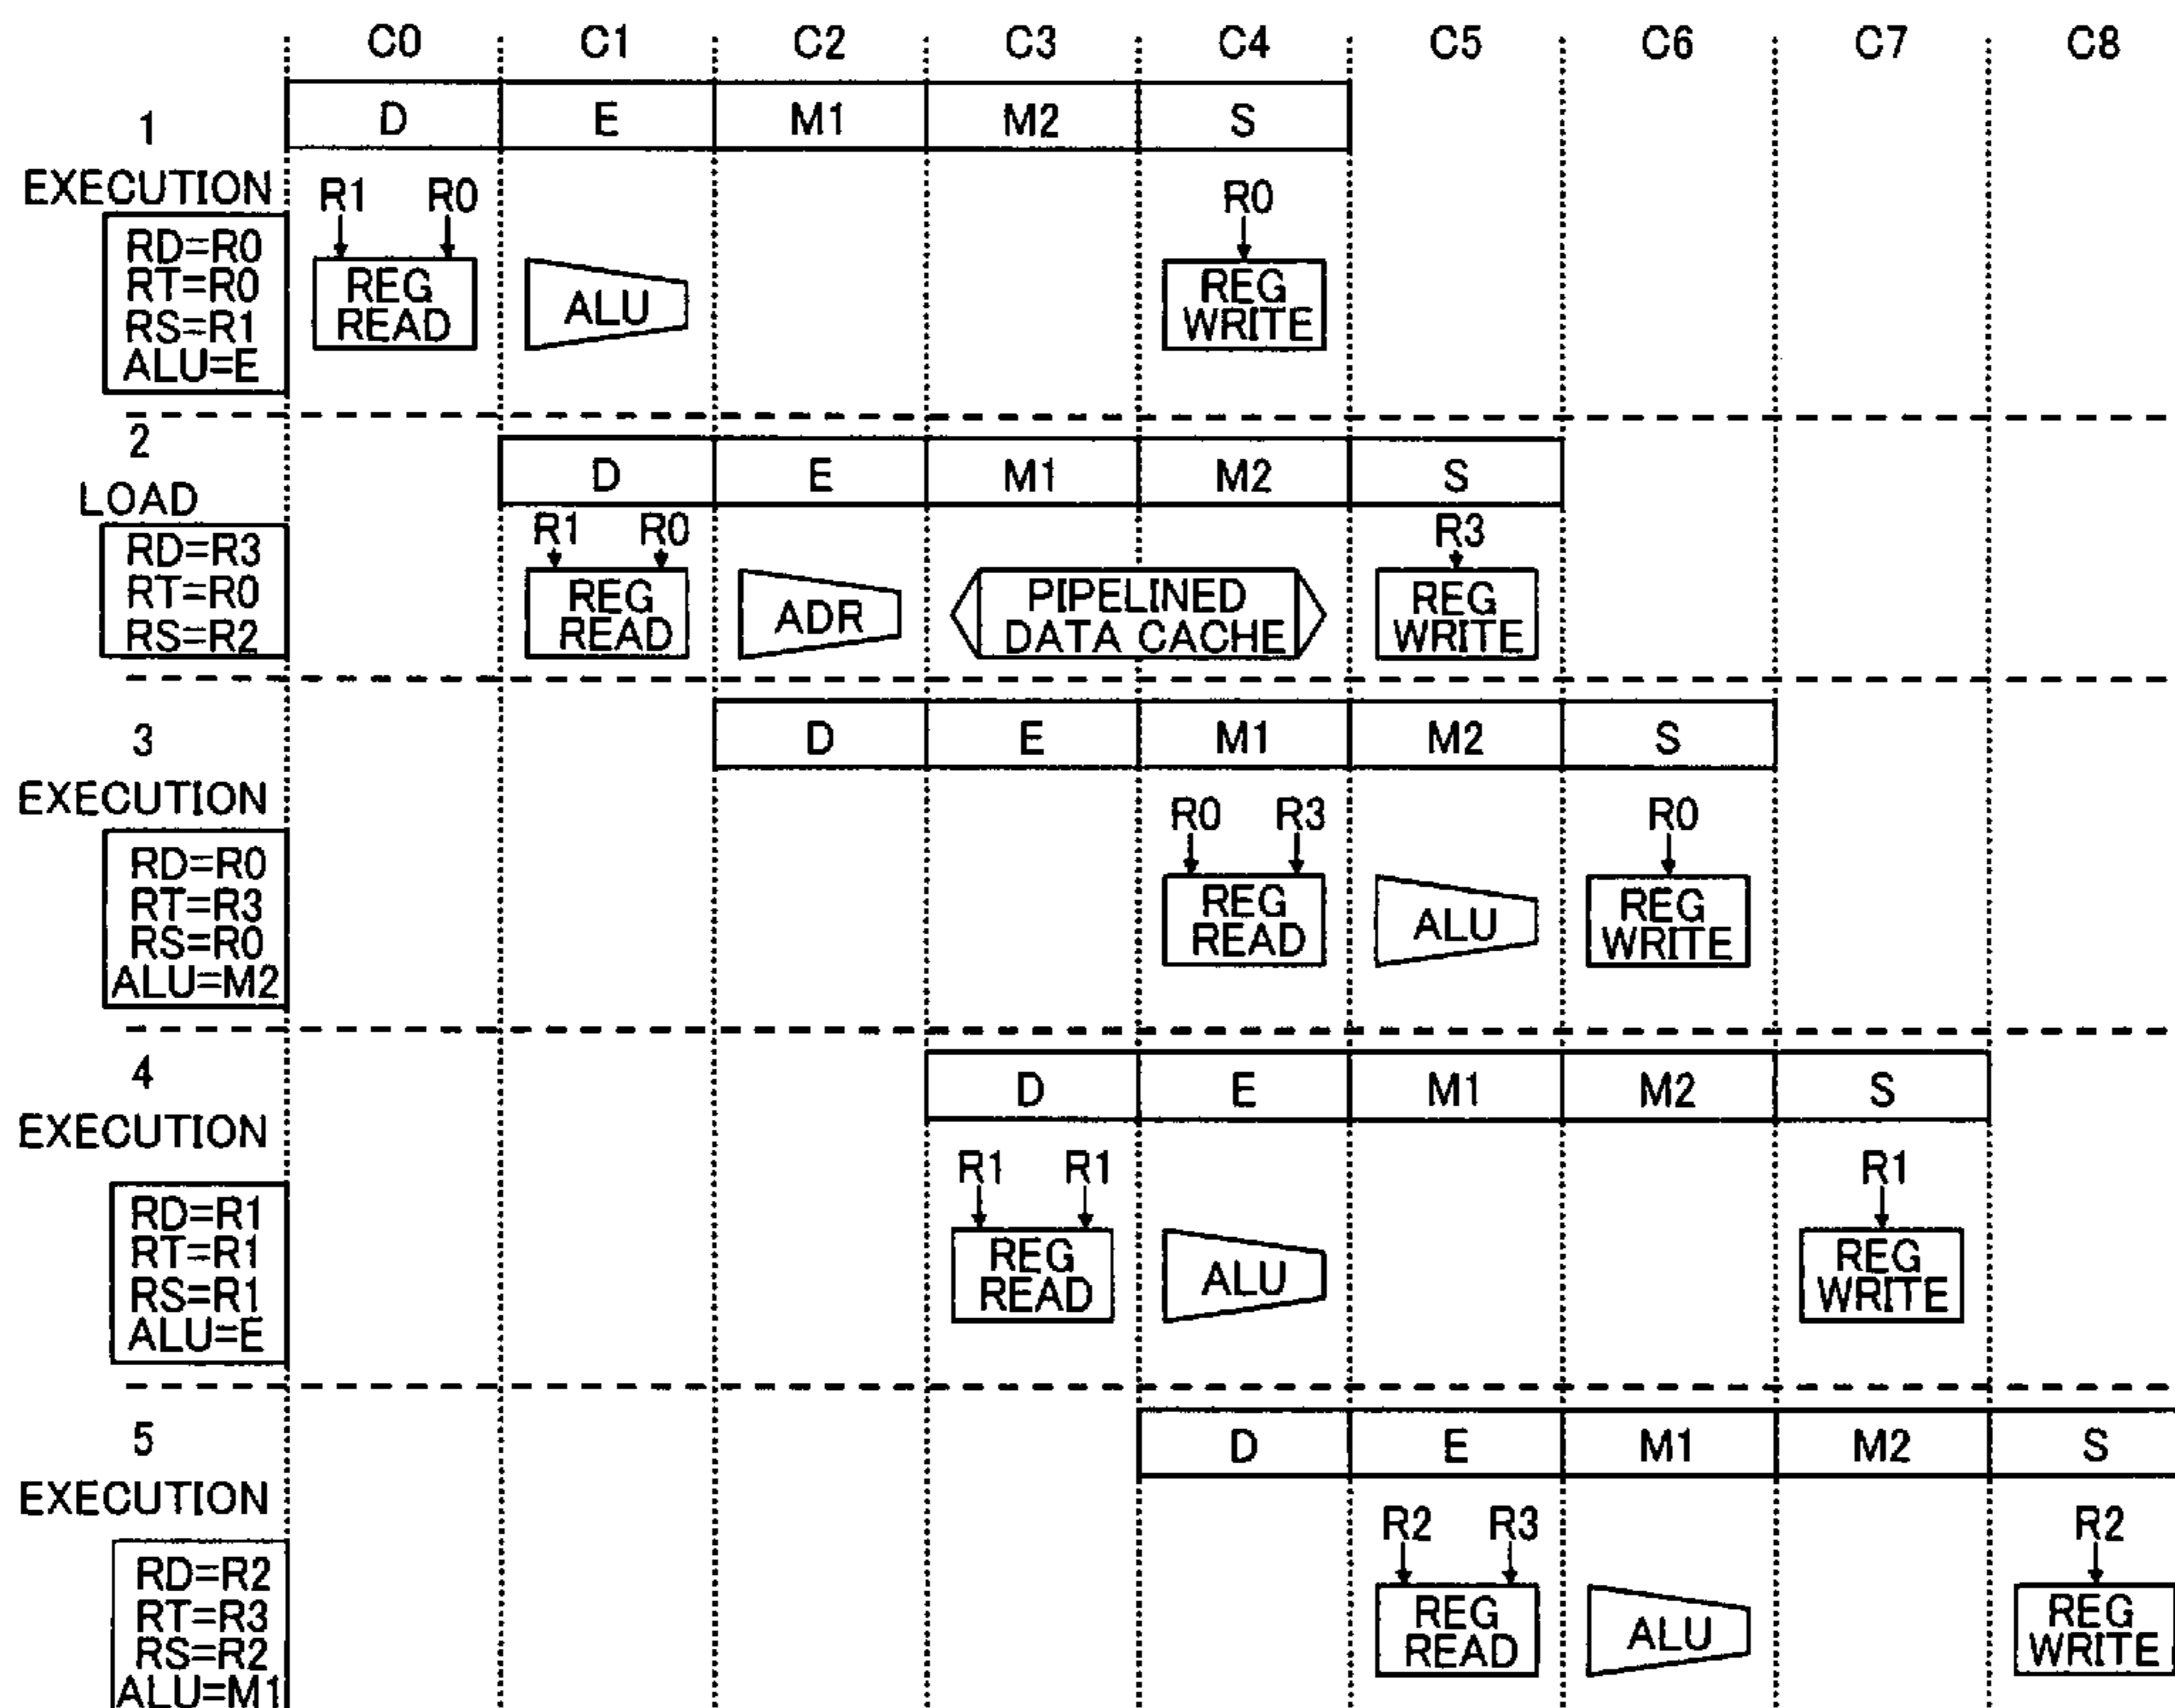 C0 C1 C2 C3 C4 C5 C6 C7 C8
D E M1 M2 S
1
EXECUTION
R1 R0 R0
RD=R0
RT=R0
RS=R1
ALU=E
REG
READ
ALU
REG
WRITE
2
D E M1 M2 S
LOAD
R1 R0 R3
RD=R3
RT=R0
RS=R2
REG
READ
ADR
PIPELINED
DATA CACHE
REG
WRITE
D E M1 M2 S
3
EXECUTION
R0 R3 R0
RD=R0
RT=R3
RS=R0
ALU=M2
REG
READ
ALU
REG
WRITE
D E M1 M2 S
4
EXECUTION
R1 R1 R1
RD=R1
RT=R1
RS=R1
ALU=E
REG
READ
ALU
REG
WRITE
D E M1 M2 S
5
EXECUTION
R2 R3 R2
RD=R2
RT=R3
RS=R2
ALU=M1
REG
READ
ALU
REG
WRITE